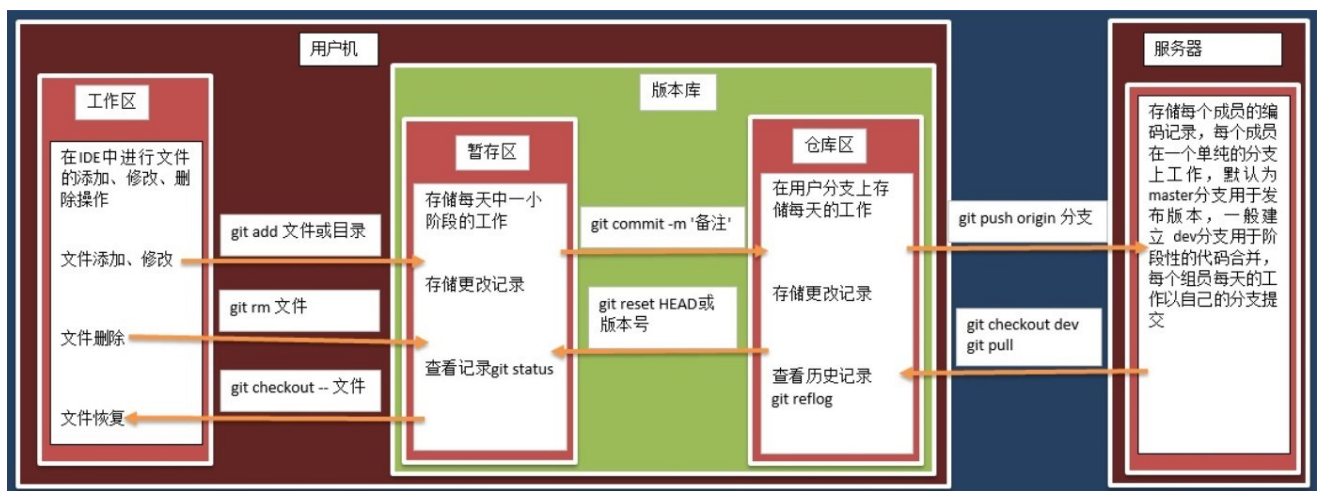 用户机
工作区
在IDE中进行文件
的添加、修改、删
除操作
文件添加、修改
文件删除
文件恢复
git add 文件或目录
git rm 文件
git checkout -- 文件
版本库
暂存区
存储每天中一小
阶段的工作
存储更改记录
查看记录git status
git commit -m '备注'
git reset HEAD或
版本号
仓库区
在用户分支上存
储每天的工作
存储更改记录
查看历史记录
git reflog
git push origin 分支
git checkout dev
git pull
服务器
存储每个成员的编
码记录，每个成员
在一个单纯的分支
上工作，默认为
master分支用于发
布版本，一般建
立 dev分支用于阶
段性的代码合并，
每个组员每天的工
作以自己的分支提
交